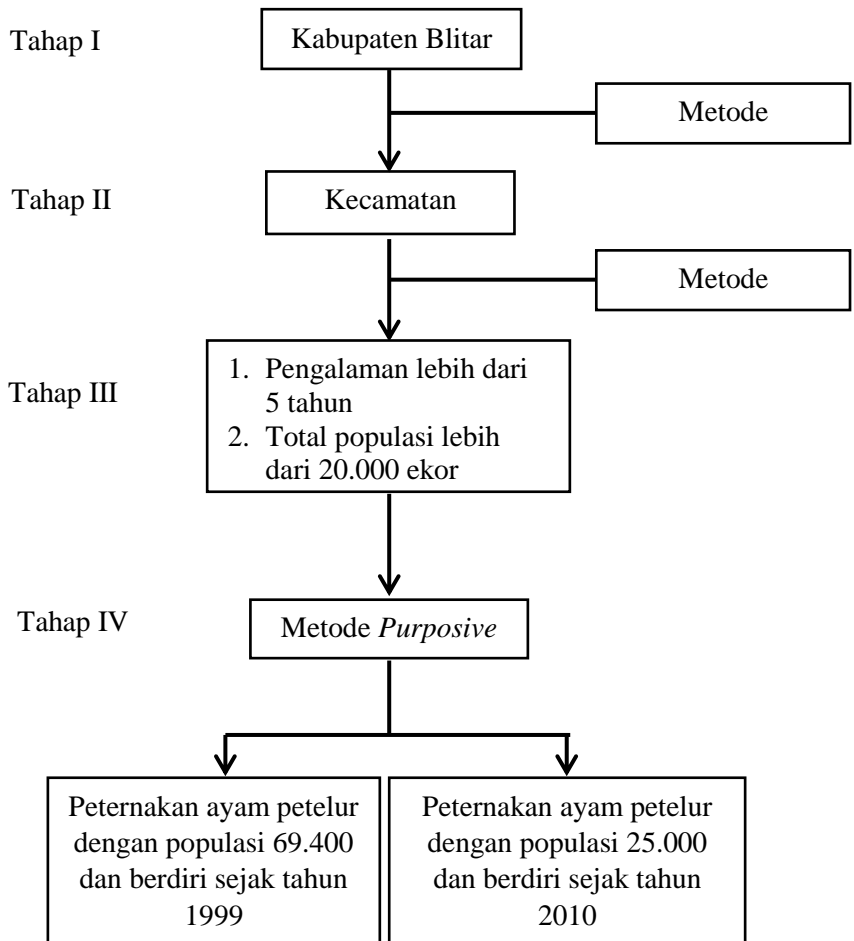 Tahap I
Kabupaten Blitar
Metode
Tahap II
Kecamatan
Metode
Tahap III
1. Pengalaman lebih dari
5 tahun
2. Total populasi lebih
dari 20.000 ekor
Tahap IV
Metode Purposive
Peternakan ayam petelur
dengan populasi 69.400
dan berdiri sejak tahun
1999
Peternakan ayam petelur
dengan populasi 25.000
dan berdiri sejak tahun
2010